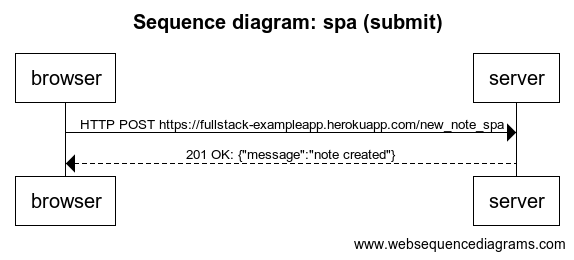 Sequence diagram: spa (submit)
browser
server
HTTP POST https://fullstack-exampleapp.herokuapp.com/new_note_spa
201 OK: {"message":"note created"}
browser
server
www.websequencediagrams.com